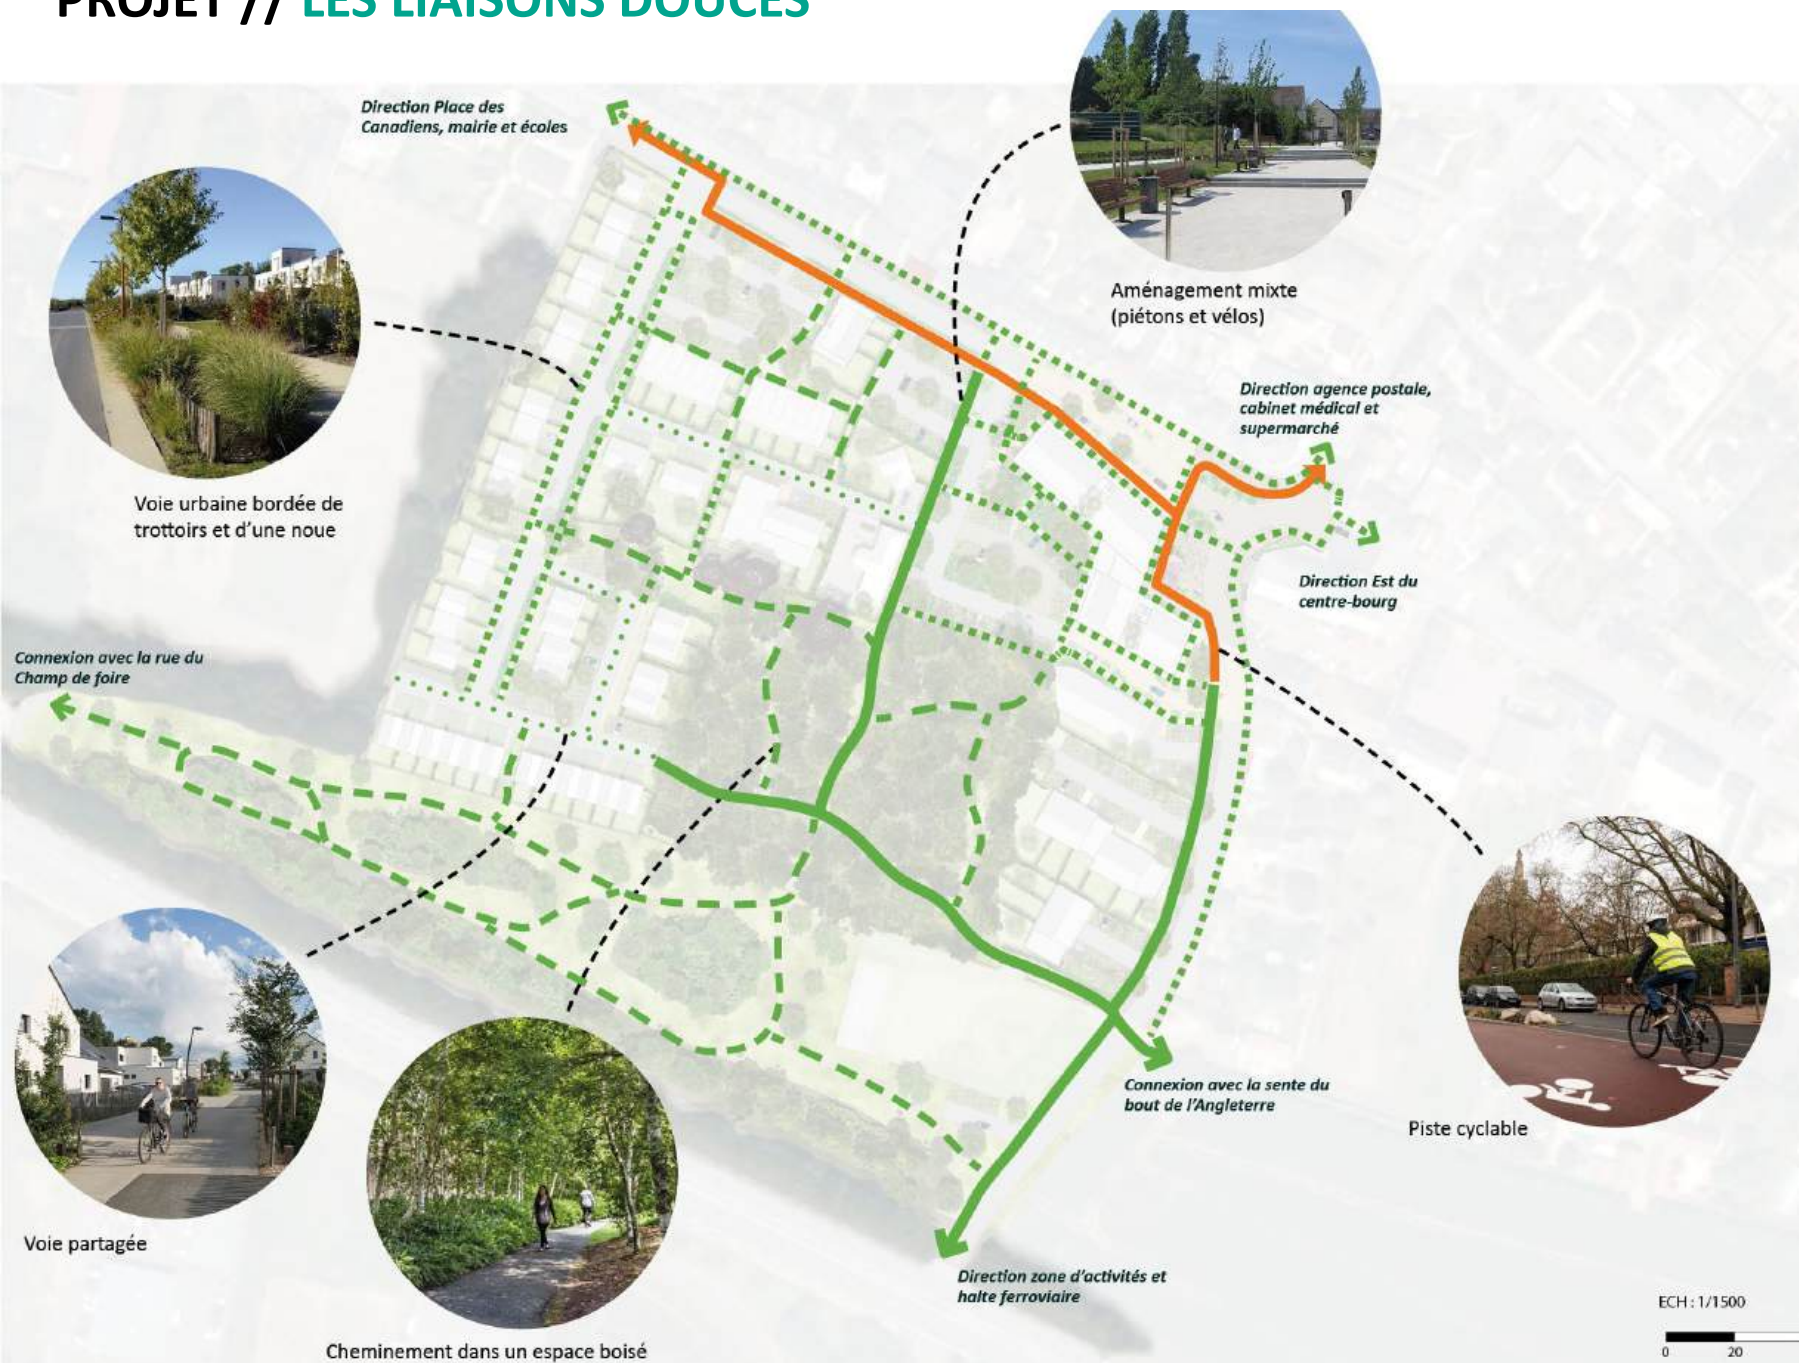 PROJET // LES LIAISONS DOUCES
Direction Place des
Canadiens, mairie et écoles
Aménagement mixte
(piétons et vélos)
Direction agence postale,
cabinet médical et
supermarché
Voie urbaine bordée de
trottoirs et d'une noue
Direction Est du
centre-bourg
Connexion avec la rue du
Champ de foire
Connexion avec la sente du
bout de l'Angleterre
Piste cyclable
Voie partagée
Direction zone d'activités et
halte ferroviaire
Cheminement dans un espace boisé
ECH : 1/1500
0 20